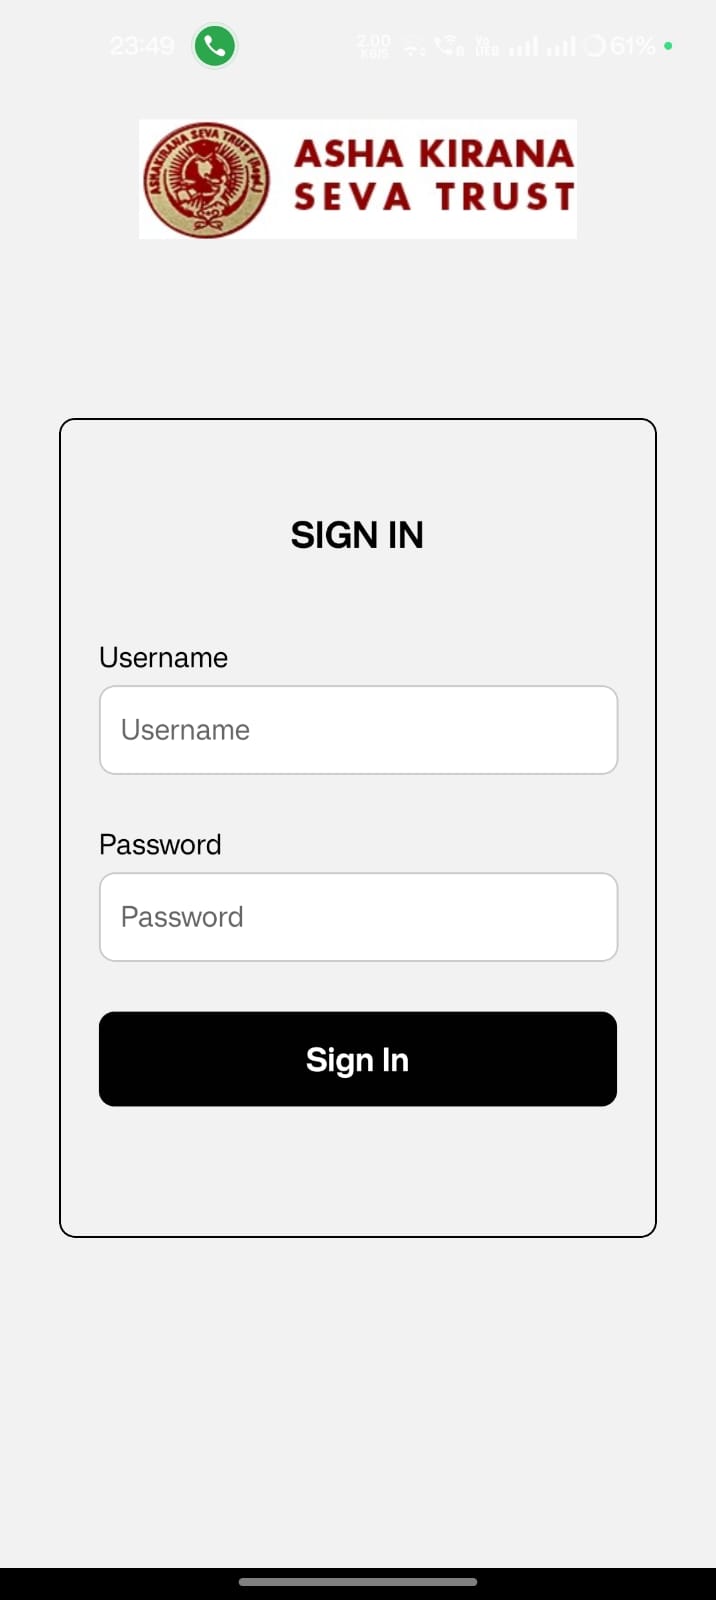 23:49
2.00
KB/S
Vo
61%
ASHAKIRANA SEVA TRUST (Regd.)
ASHA KIRANA
SEVA TRUST
SIGN IN
Username
Username
Password
Password
Sign In